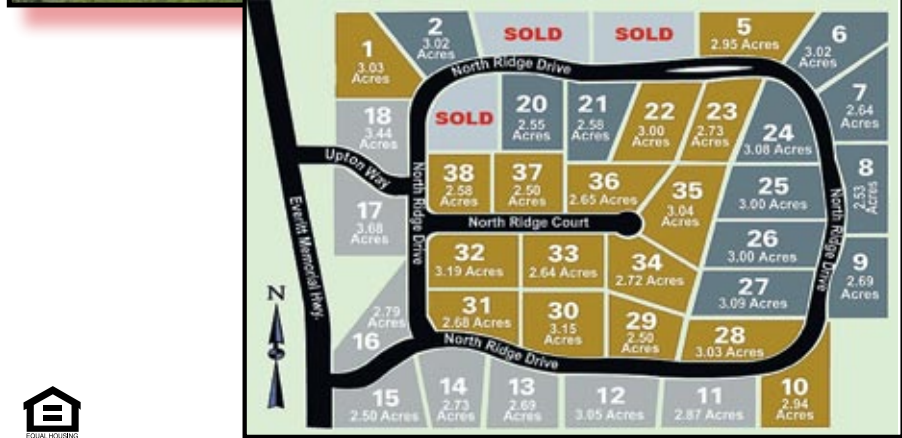 1
3.03
Acres
2
3.02
Acres
SOLD
SOLD
5
2.95 Acres
6
3.02
Acres
North Ridge Drive
7
2.64
Acres
18
3.44
Acres
SOLD
20
2.55
Acres
21
2.58
Acres
22
3.00
Acres
23
2.73
Acres
24
3.08 Acres
8
2.53
Acres
Upton Way
North Ridge Drive
38
2.58
Acres
37
2.50
Acres
36
2.65 Acres
35
3.04
Acres
25
3.00 Acres
North Ridge Drive
17
3.68
Acres
Everitt Memorial Hwy.
North Ridge Court
26
3.00 Acres
9
2.69
Acres
32
3.19 Acres
33
2.64 Acres
34
2.72 Acres
27
3.09 Acres
N
2.79
Acres
16
31
2.68 Acres
30
3.15
Acres
29
2.50
Acres
28
3.03 Acres
North Ridge Drive
15
2.50 Acres
14
2.73
Acres
13
2.69
Acres
12
3.05 Acres
11
2.87 Acres
10
2.94
Acres
EQUAL HOUSING